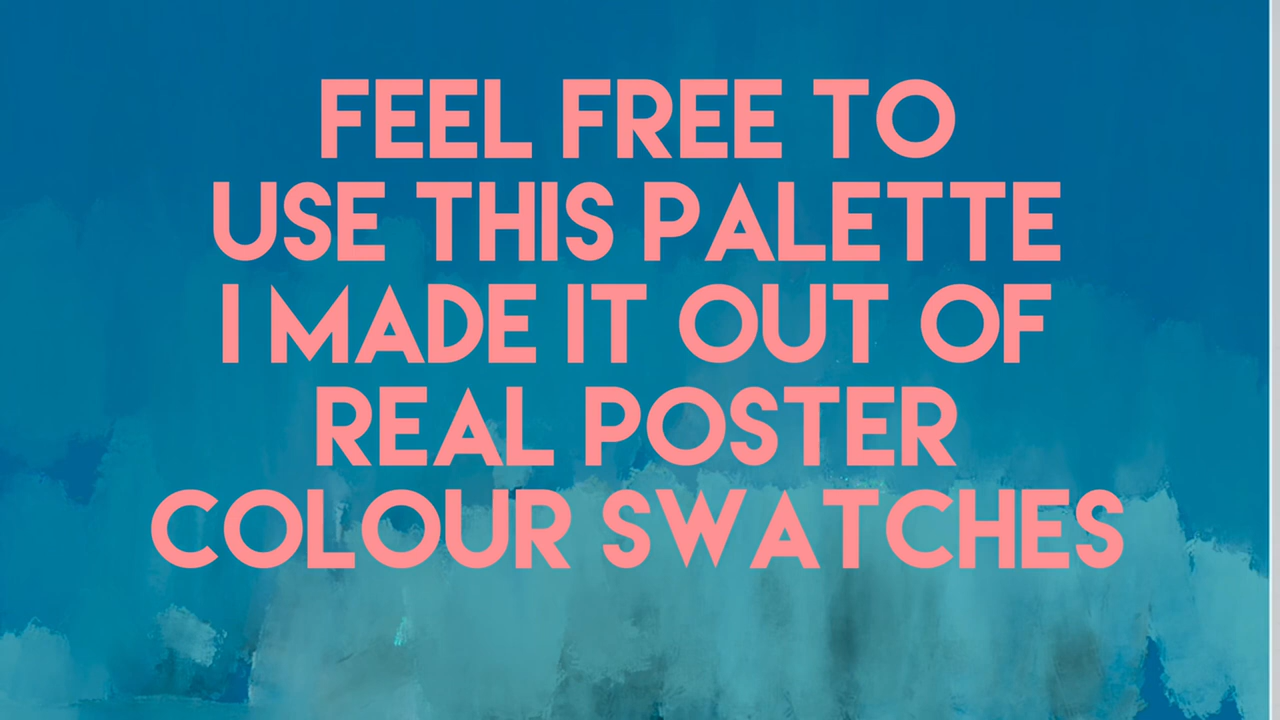 FEEL FREE TO
USE THIS PALETTE
I MADE IT OUT OF
REAL POSTER
COLOUR SWATCHES